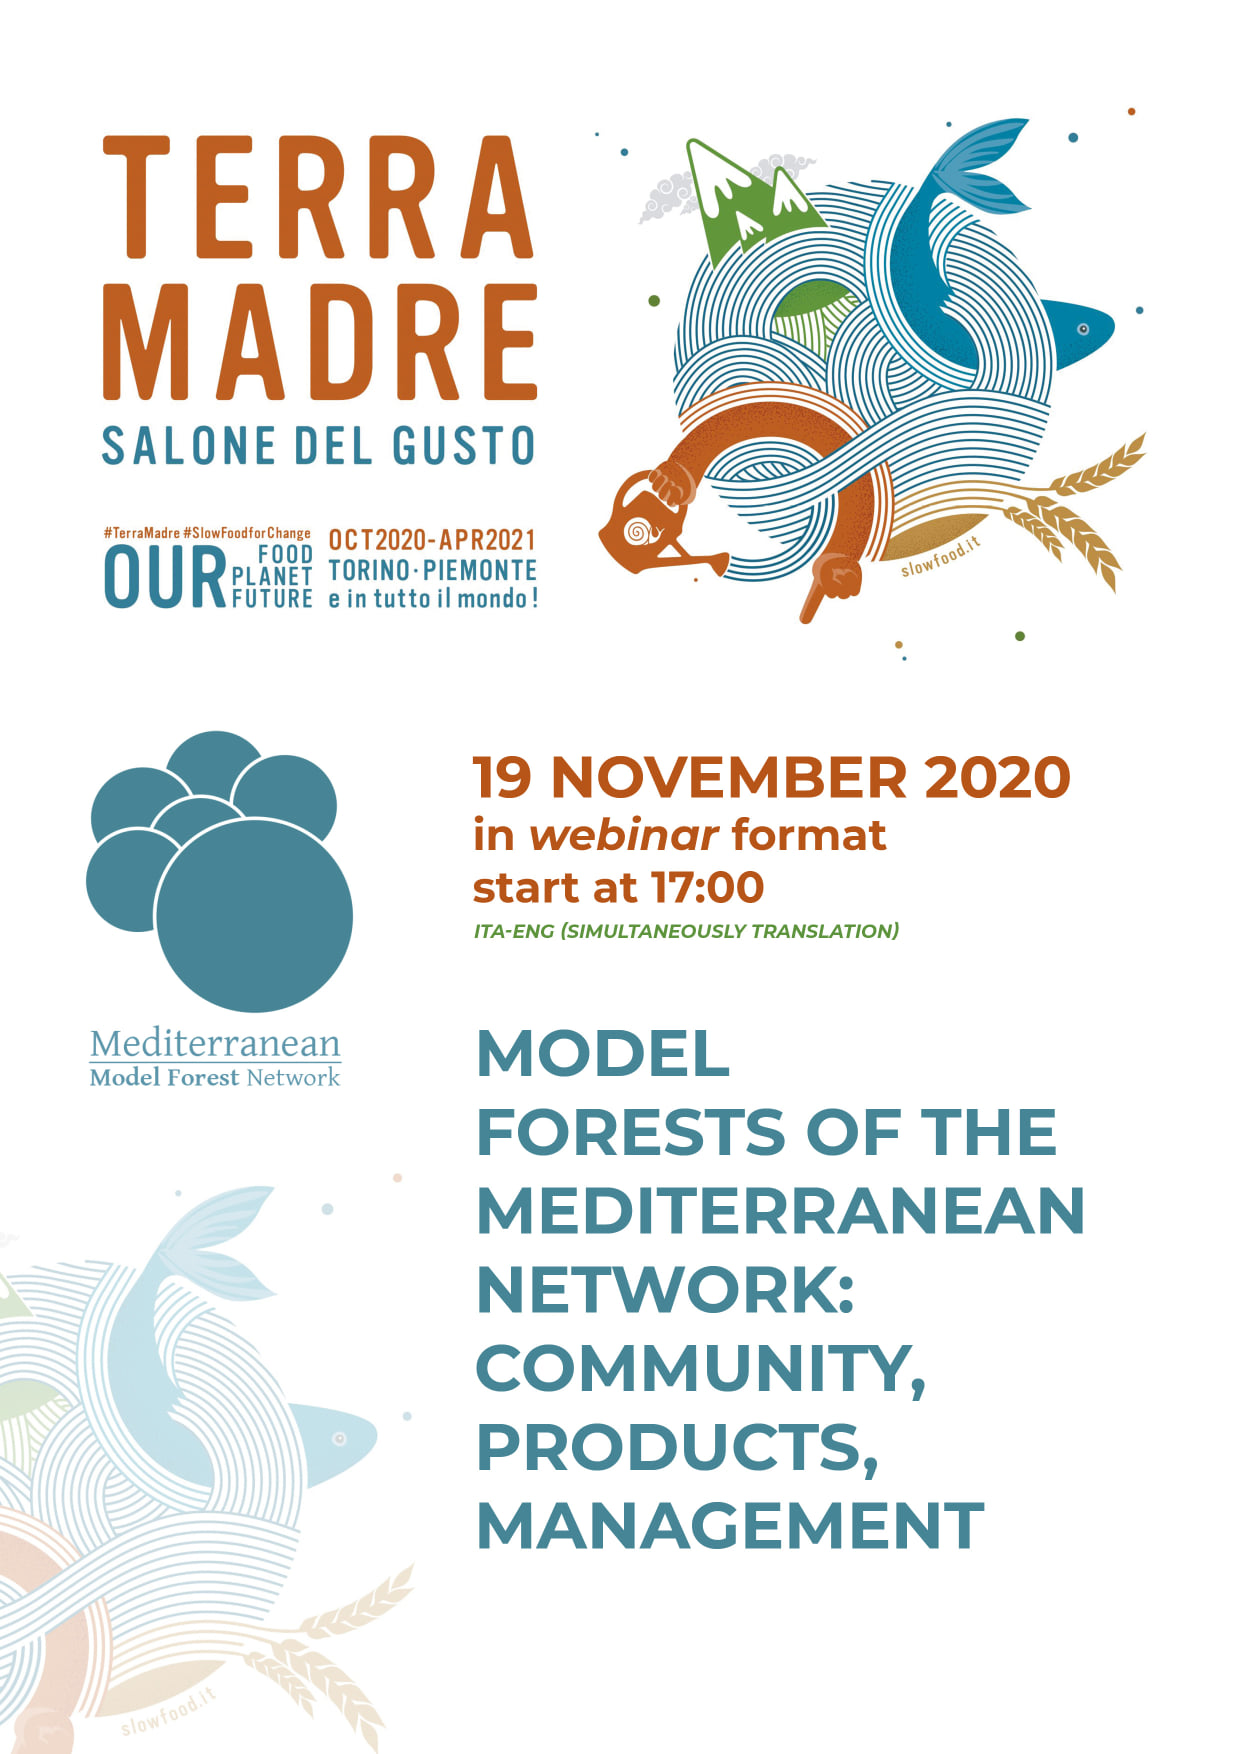 TERRA
MADRE
SALONE DEL GUSTO
#TerraMadre #SlowFoodforChange
OUR FOOD
PLANET
FUTURE
OCT2020-APR2021
TORINO·PIEMONTE
e in tutto il mondo!
slowfood.it
19 NOVEMBER 2020
in webinar format
start at 17:00
ITA-ENG (SIMULTANEOUSLY TRANSLATION)
Mediterranean
Model Forest Network
MODEL
FORESTS OF THE
MEDITERRANEAN
NETWORK:
COMMUNITY,
PRODUCTS,
MANAGEMENT
slowfood.it